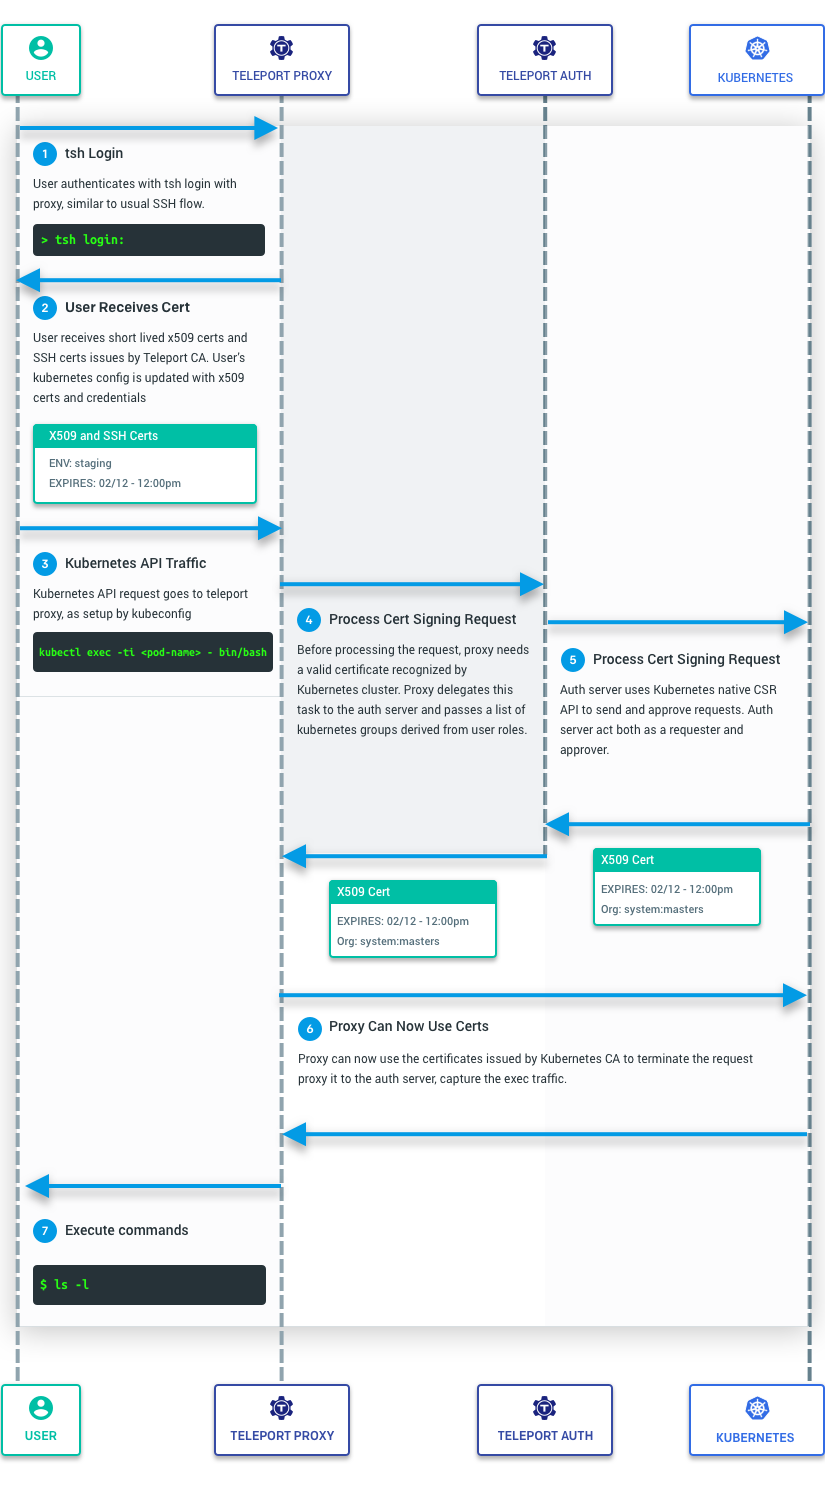 USER
TELEPORT PROXY
TELEPORT AUTH
KUBERNETES
1 tsh Login
User authenticates with tsh login with
proxy, similar to usual SSH flow.
> tsh login:
2 User Receives Cert
User receives short lived x509 certs and
SSH certs issues by Teleport CA. User's
kubernetes config is updated with x509
certs and credentials
X509 and SSH Certs
ENV: staging
EXPIRES: 02/12 - 12:00pm
3 Kubernetes API Traffic
Kubernetes API request goes to teleport
proxy, as setup by kubeconfig
kubectl exec -ti <pod-name> - bin/bash
4 Process Cert Signing Request
Before processing the request, proxy needs
a valid certificate recognized by
Kubernetes cluster. Proxy delegates this
task to the auth server and passes a list of
kubernetes groups derived from user roles.
5 Process Cert Signing Request
Auth server uses Kubernetes native CSR
API to send and approve requests. Auth
server act both as a requester and
approver.
X509 Cert
EXPIRES: 02/12 - 12:00pm
Org: system:masters
X509 Cert
EXPIRES: 02/12 - 12:00pm
Org: system:masters
6 Proxy Can Now Use Certs
Proxy can now use the certificates issued by Kubernetes CA to terminate the request
proxy it to the auth server, capture the exec traffic.
7 Execute commands
$ ls -l
USER
TELEPORT PROXY
TELEPORT AUTH
KUBERNETES